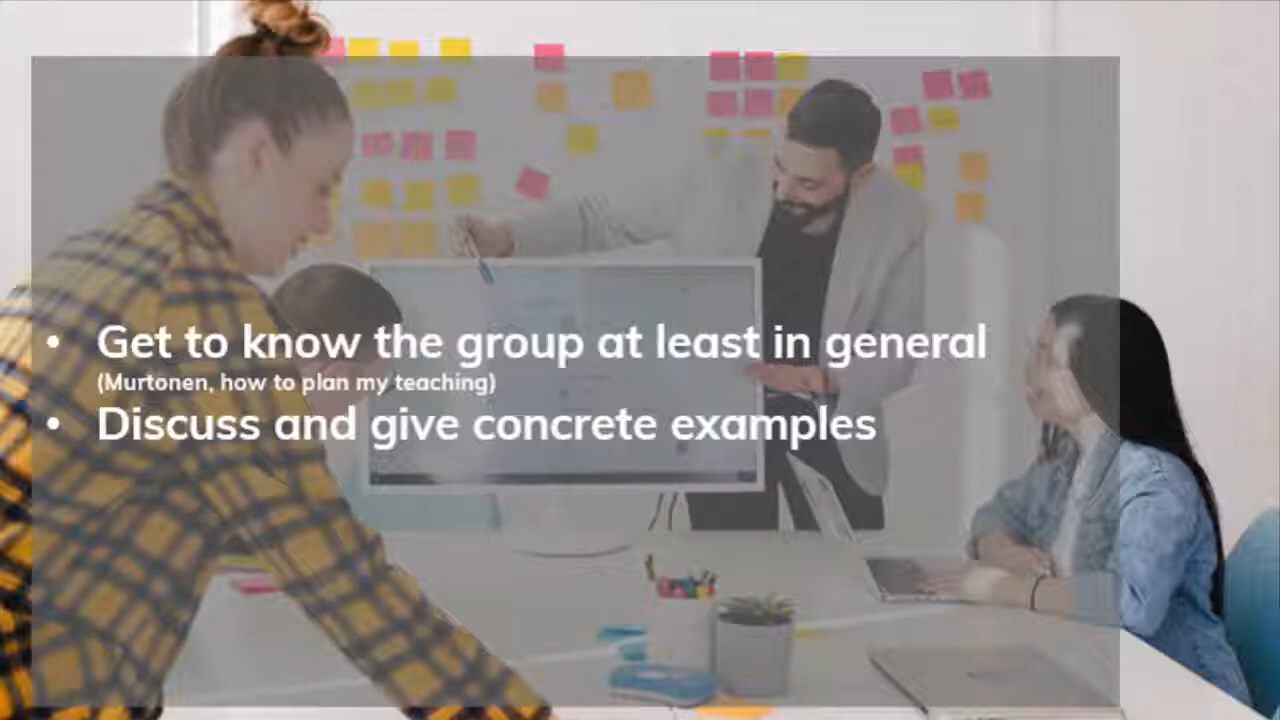 • Get to know the group at least in general
(Murtonen, how to plan my teaching)
• Discuss and give concrete examples